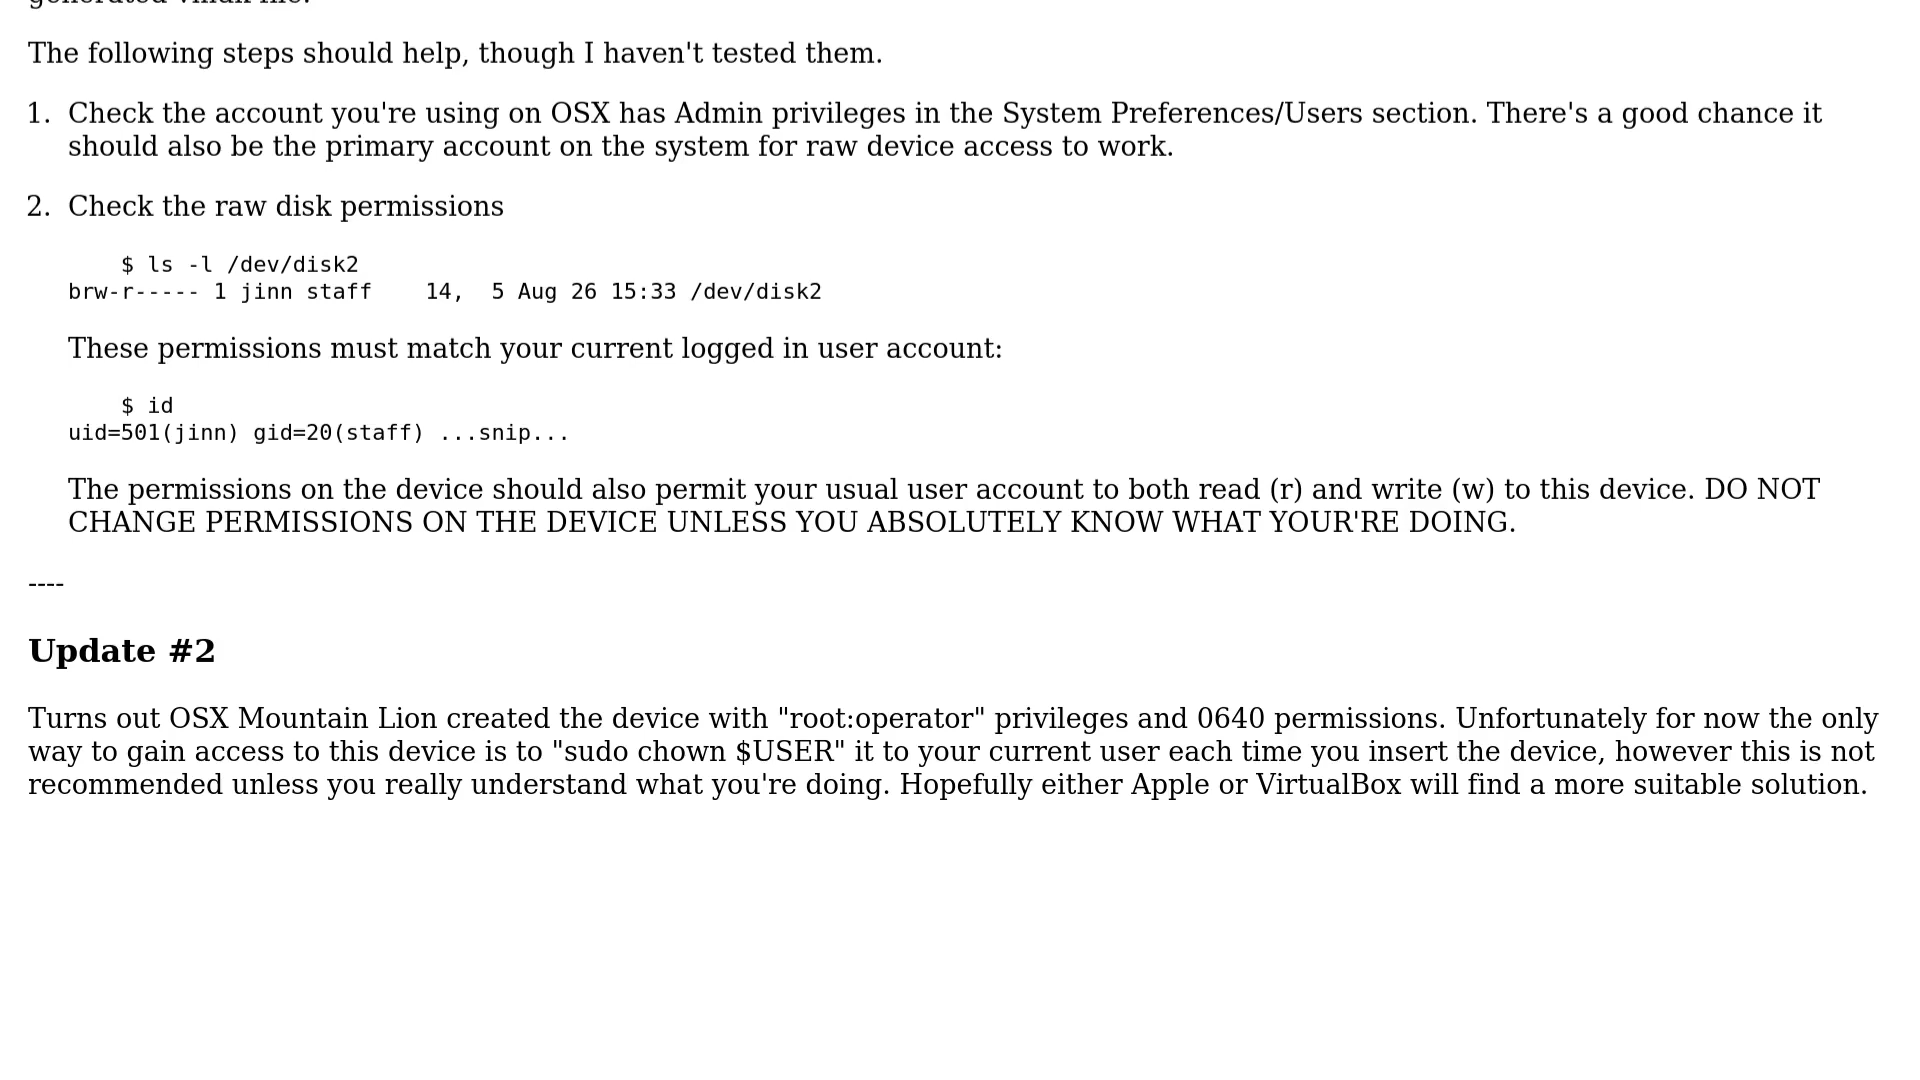 generated vmdk file.
The following steps should help, though I haven't tested them.
1. Check the account you're using on OSX has Admin privileges in the System Preferences/Users section. There's a good chance it
should also be the primary account on the system for raw device access to work.
2. Check the raw disk permissions
$ ls -l /dev/disk2
brw-r----- 1 jinn staff    14,  5 Aug 26 15:33 /dev/disk2
These permissions must match your current logged in user account:
$ id
uid=501(jinn) gid=20(staff) ...snip...
The permissions on the device should also permit your usual user account to both read (r) and write (w) to this device. DO NOT
CHANGE PERMISSIONS ON THE DEVICE UNLESS YOU ABSOLUTELY KNOW WHAT YOUR'RE DOING.
----
Update #2
Turns out OSX Mountain Lion created the device with "root:operator" privileges and 0640 permissions. Unfortunately for now the only
way to gain access to this device is to "sudo chown $USER" it to your current user each time you insert the device, however this is not
recommended unless you really understand what you're doing. Hopefully either Apple or VirtualBox will find a more suitable solution.